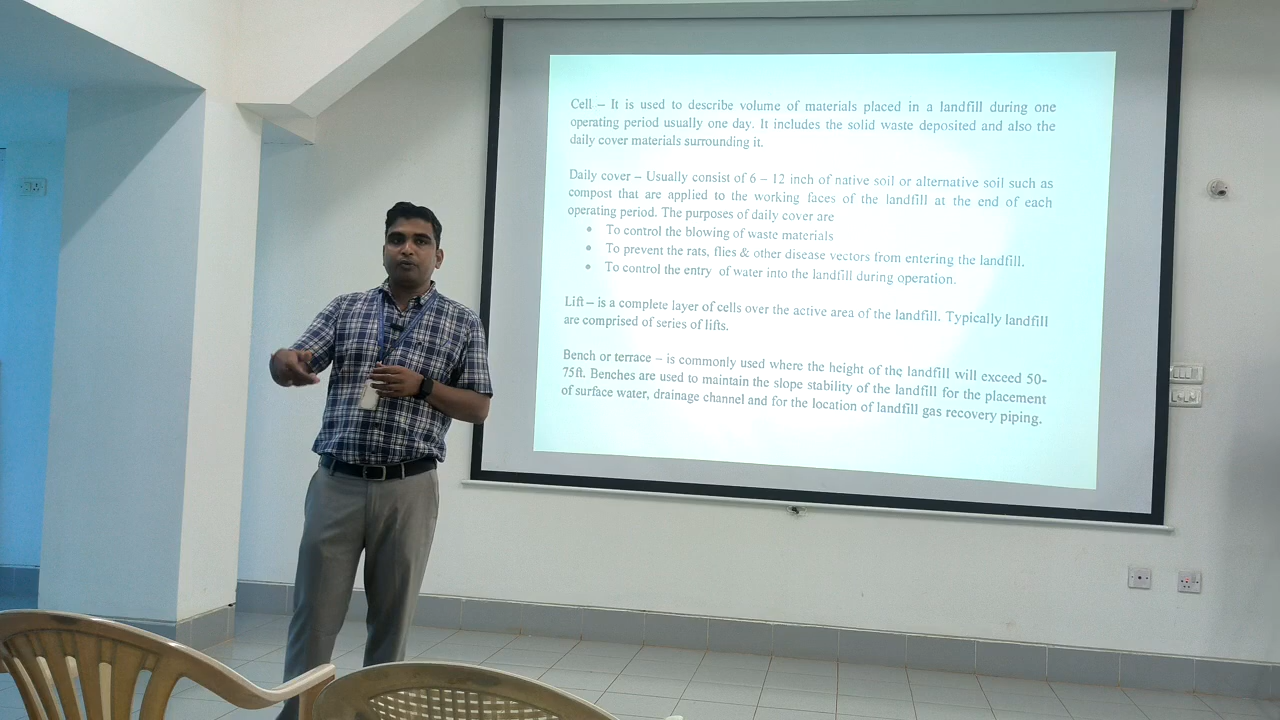 Cell – It is used to describe volume of materials placed in a landfill during one
operating period usually one day. It includes the solid waste deposited and also the
daily cover materials surrounding it.
Daily cover – Usually consist of 6 – 12 inch of native soil or alternative soil such as
compost that are applied to the working faces of the landfill at the end of each
operating period. The purposes of daily cover are
• To control the blowing of waste materials
• To prevent the rats, flies & other disease vectors from entering the landfill.
• To control the entry of water into the landfill during operation.
Lift – is a complete layer of cells over the active area of the landfill. Typically landfill
are comprised of series of lifts.
Bench or terrace – is commonly used where the height of the landfill will exceed 50-
75ft. Benches are used to maintain the slope stability of the landfill for the placement
of surface water, drainage channel and for the location of landfill gas recovery piping.